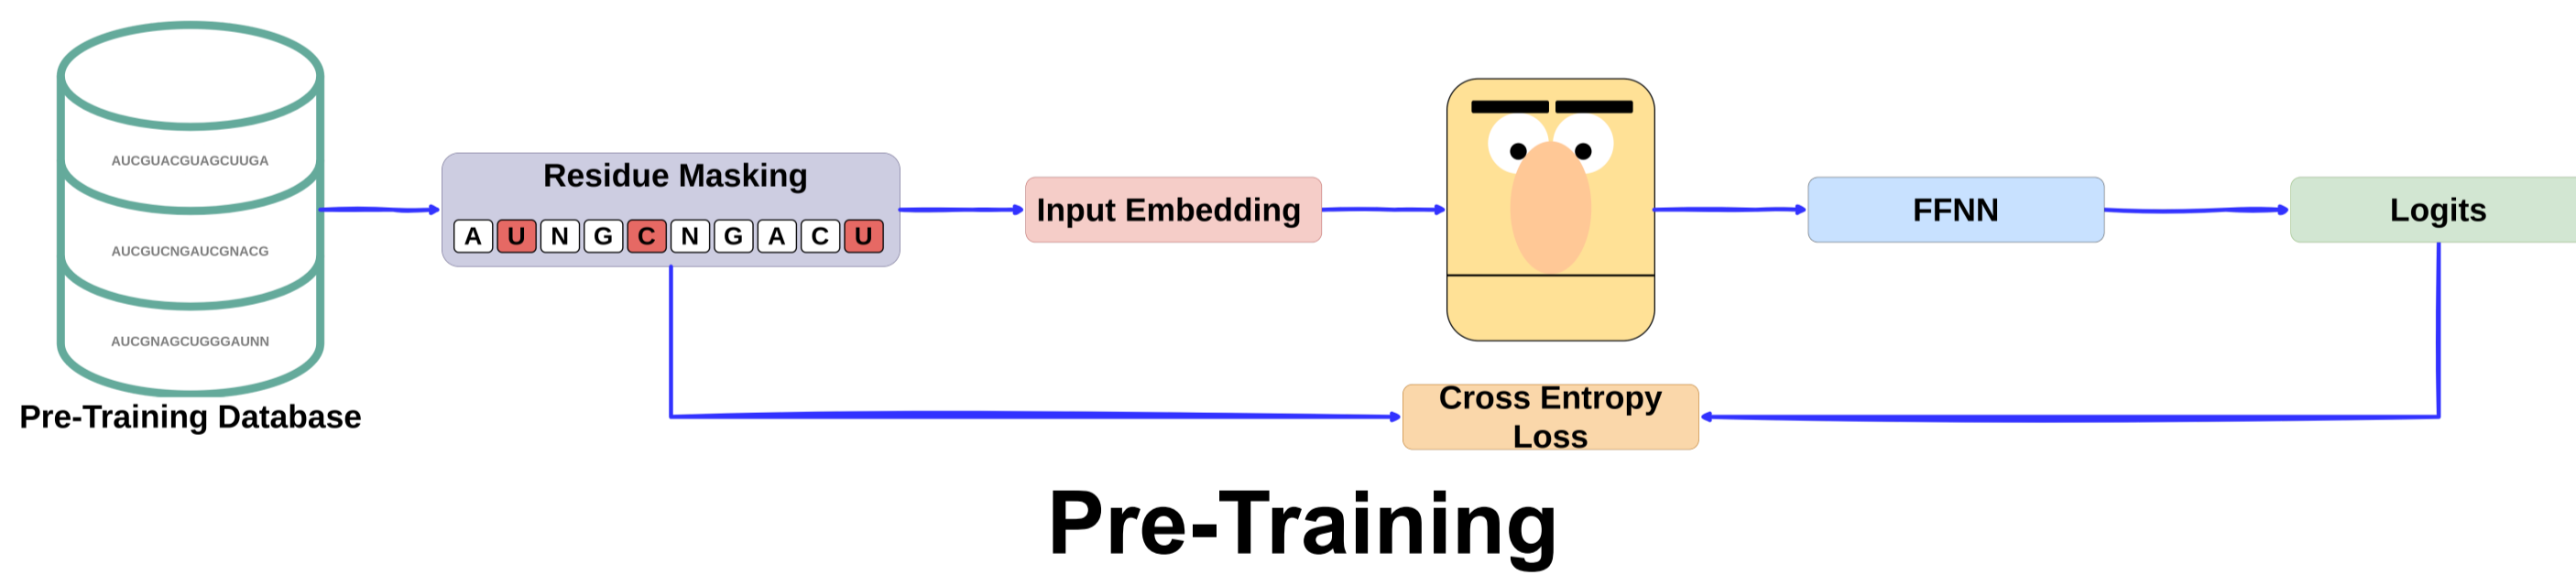 AUCGUACGUAGCUUGA
AUCGUCNGAUCGNACG
AUCGNAGCUGGGAUNN
Pre-Training Database
Residue Masking
A U N G C N G A C U
Input Embedding
FFNN
Logits
Cross Entropy
Loss
Pre-Training